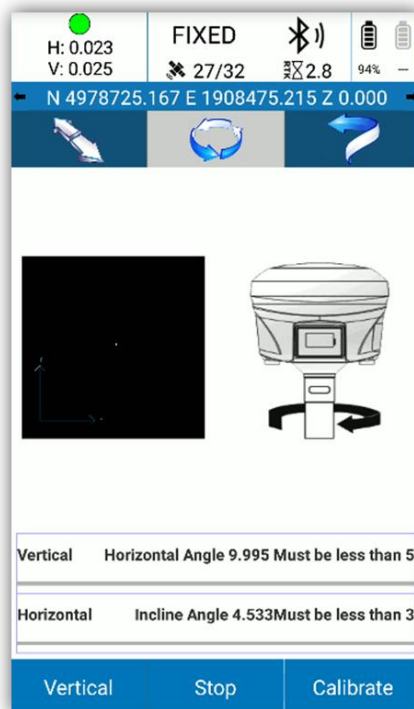 H: 0.023
V: 0.025
FIXED
27/32
RTK 2.8
94% --
N 4978725.167 E 1908475.215 Z 0.000
Vertical Horizontal Angle 9.995 Must be less than 5
Horizontal Incline Angle 4.533Must be less than 3
Vertical Stop Calibrate